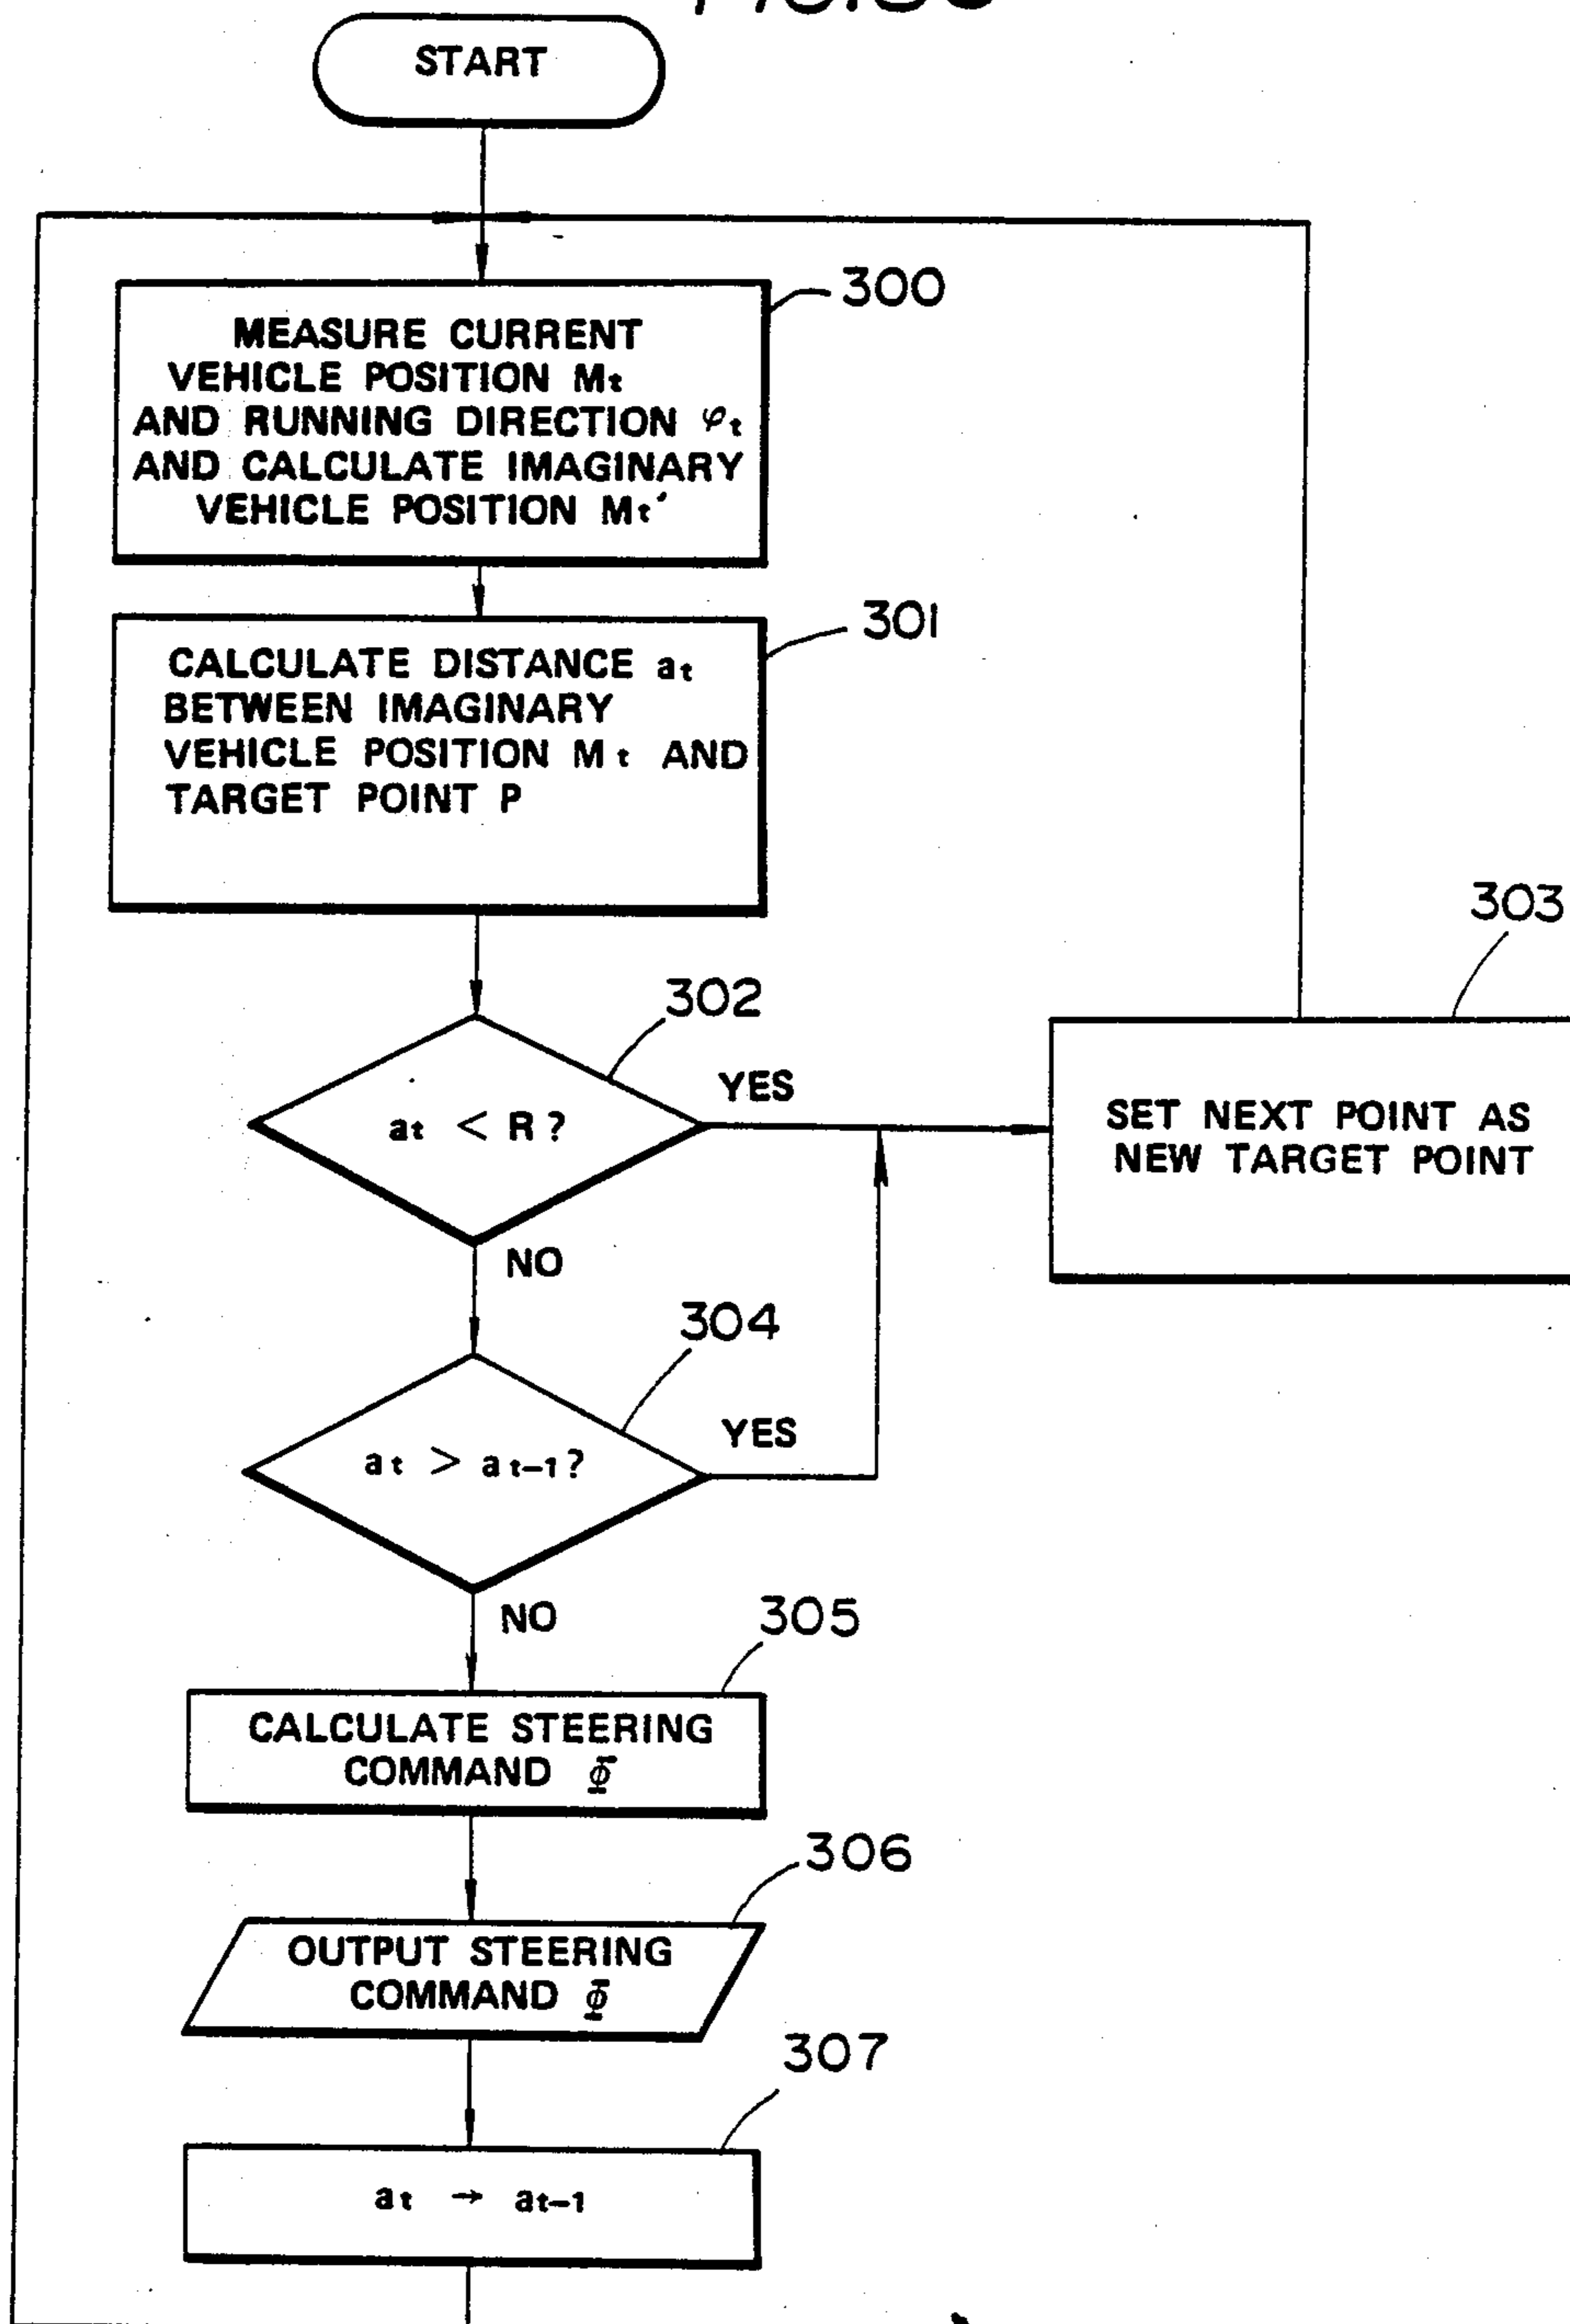 START
300
MEASURE CURRENT
VEHICLE POSITION Mt
AND RUNNING DIRECTION φt
AND CALCULATE IMAGINARY
VEHICLE POSITION Mt'
301
CALCULATE DISTANCE at
BETWEEN IMAGINARY
VEHICLE POSITION Mt AND
TARGET POINT P
303
302
at < R?
YES
SET NEXT POINT AS
NEW TARGET POINT
NO
304
at > at-1?
YES
NO
305
CALCULATE STEERING
COMMAND Φ
306
OUTPUT STEERING
COMMAND Φ
307
at → at-1